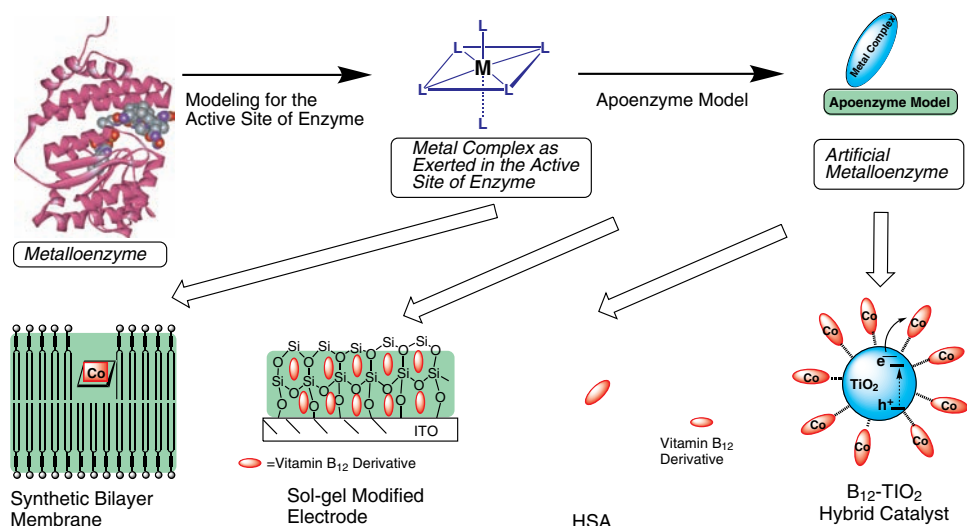 Modeling for the
Active Site of Enzyme
L
L
L
M
L
L
L
Apoenzyme Model
Metal Complex
Apoenzyme Model
Metal Complex as
Exerted in the Active
Site of Enzyme
Artificial
Metalloenzyme
Metalloenzyme
Co
Synthetic Bilayer
Membrane
Si Si Si Si Si
O O O O O O
Si Si Si Si Si
O O O O O
O O O O
ITO
=Vitamin B12 Derivative
Sol-gel Modified
Electrode
Vitamin B12
Derivative
HSA
Co
Co
Co
Co
Co
Co
Co
Co
Co
e−
TiO2
h+
B12-TIO2
Hybrid Catalyst